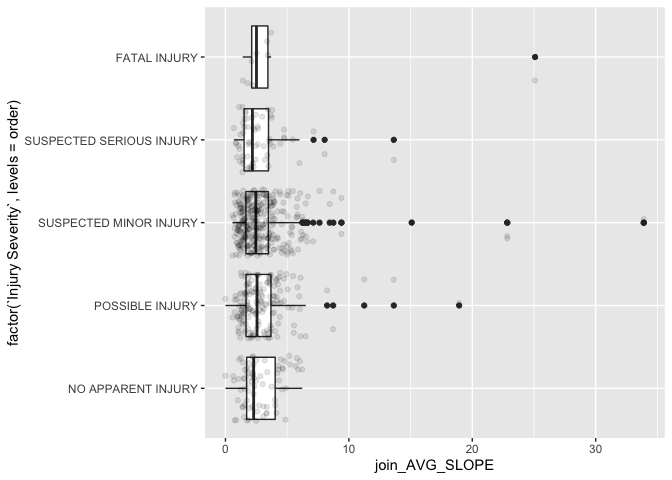 FATAL INJURY
SUSPECTED SERIOUS INJURY
SUSPECTED MINOR INJURY
POSSIBLE INJURY
NO APPARENT INJURY
factor(`Injury Severity`, levels = order)
0 10 20 30
join_AVG_SLOPE